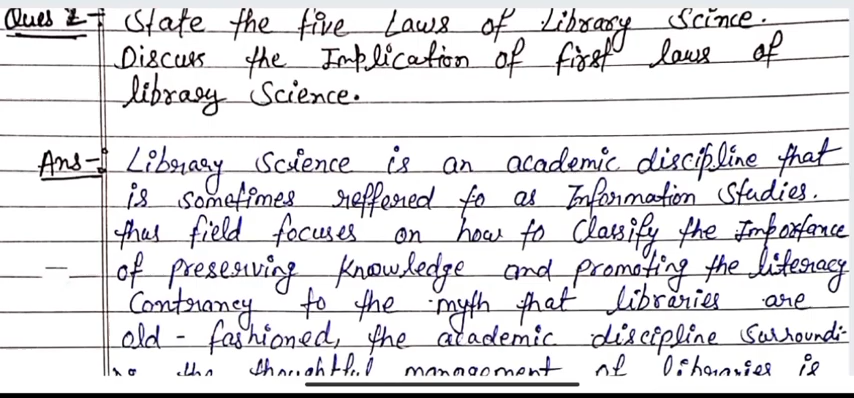 Ques 2- State the five Laws of Library Scince.
Discuss the Implication of first laws of
library Science.
Ans- Library Science is an academic discipline that
is sometimes reffered to as Information Studies.
thus field focuses on how to Classify the Importance
of preserving knowledge and promoting the literacy
Contraney to the myth that libraries are
old - fashioned, the academic discipline Surroundi-
ng the thoughtful management of libraries is